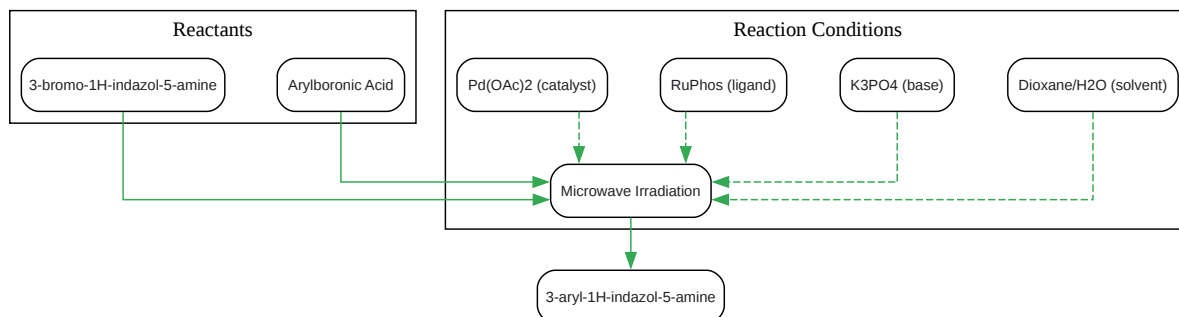 Reactants
Reaction Conditions
3-bromo-1H-indazol-5-amine
Arylboronic Acid
Pd(OAc)2 (catalyst)
RuPhos (ligand)
K3PO4 (base)
Dioxane/H2O (solvent)
Microwave Irradiation
3-aryl-1H-indazol-5-amine